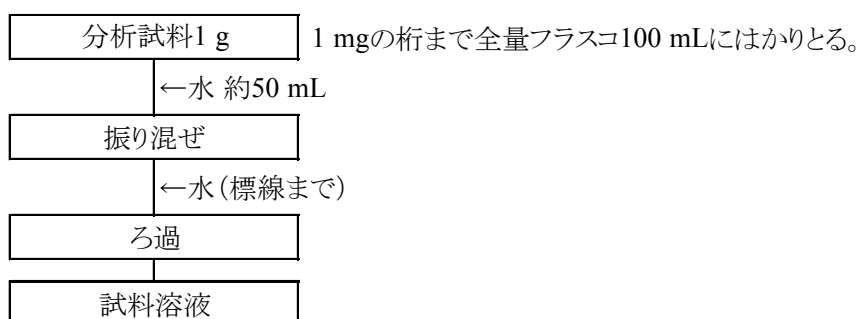 分析試料1 g 1 mgの桁まで全量フラスコ100 mLにはかりとる。
←水 約50 mL
振り混ぜ
←水（標線まで）
ろ過
試料溶液